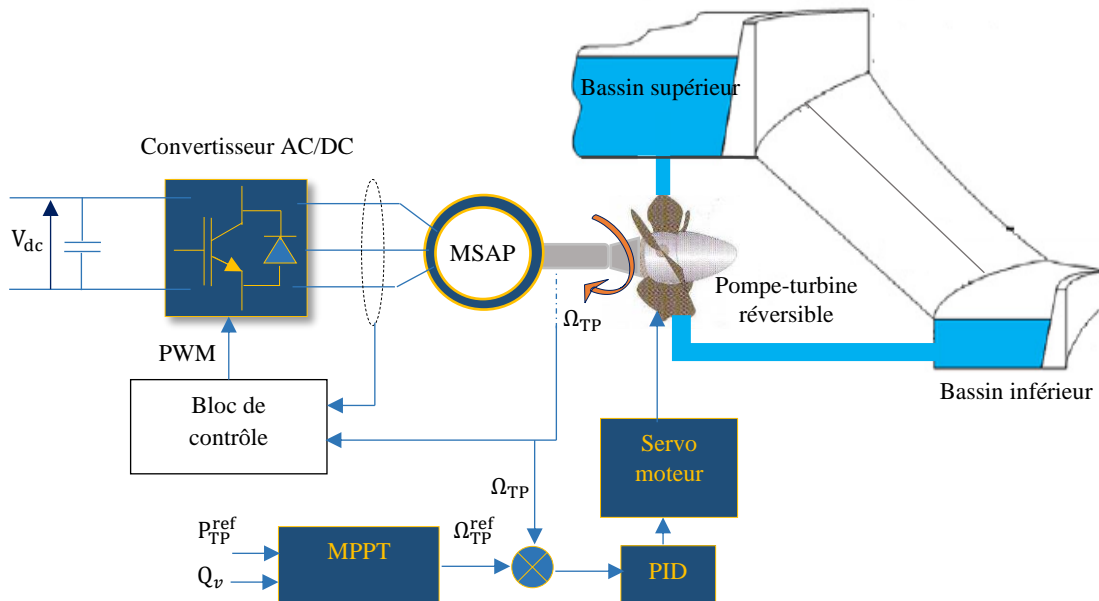 Bassin supérieur
Convertisseur AC/DC
V_dc
MSAP
Pompe-turbine
réversible
Ω_TP
PWM
Bassin inférieur
Bloc de
contrôle
Servo
moteur
Ω_TP
P_TP^ref
Ω_TP^ref
MPPT
PID
Q_v